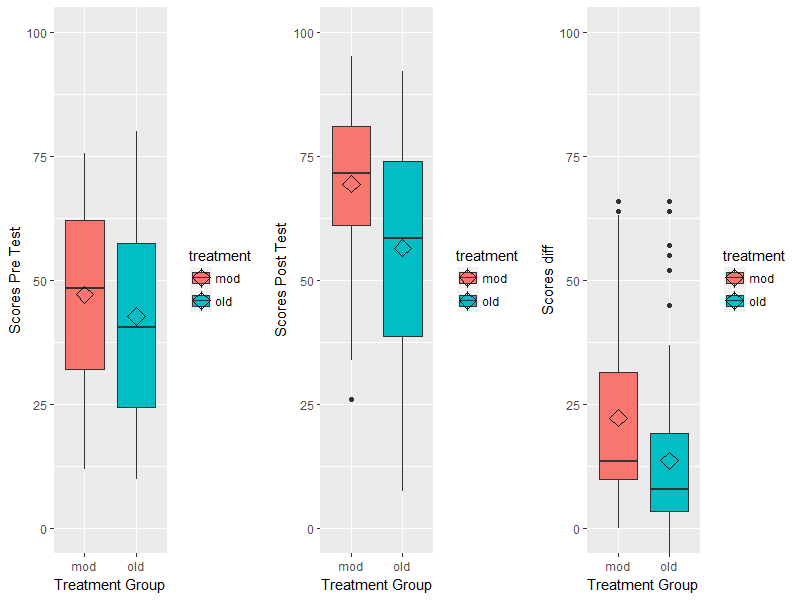 Scores Pre Test
100
75
50
25
0
mod old
Treatment Group
treatment
mod
old
Scores Post Test
100
75
50
25
0
mod old
Treatment Group
treatment
mod
old
Scores diff
100
75
50
25
0
mod old
Treatment Group
treatment
mod
old